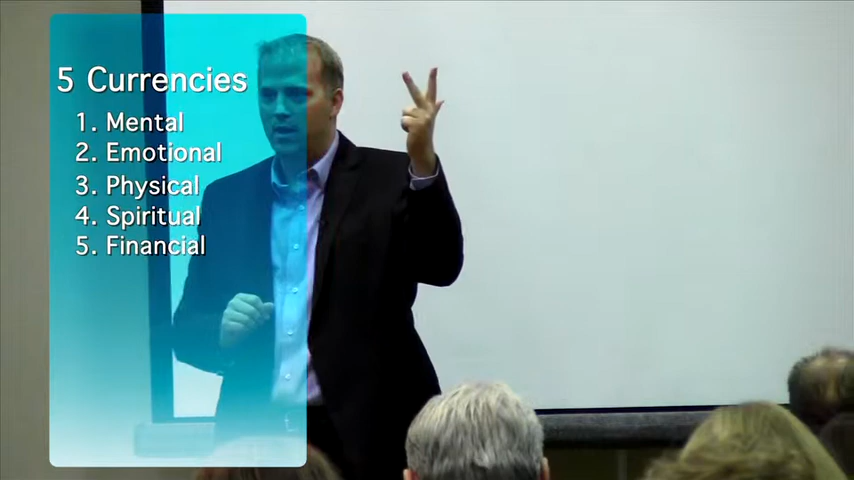 5 Currencies
1. Mental
2. Emotional
3. Physical
4. Spiritual
5. Financial